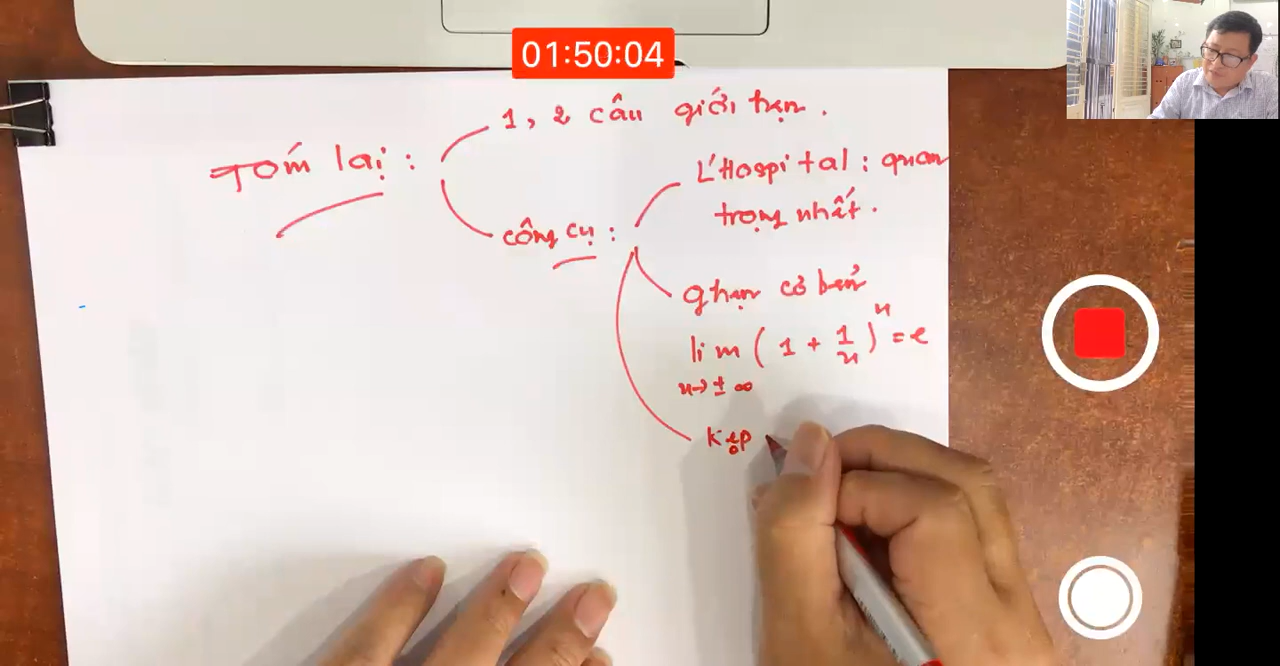 01:50:04
1, 2 câu giới hạn.
Tóm lại:
L'Hospital: quan
trọng nhất.
công cụ:
ghạn cơ bản
lim (1 + 1/x)^x = e
x→ ± ∞
Kẹp